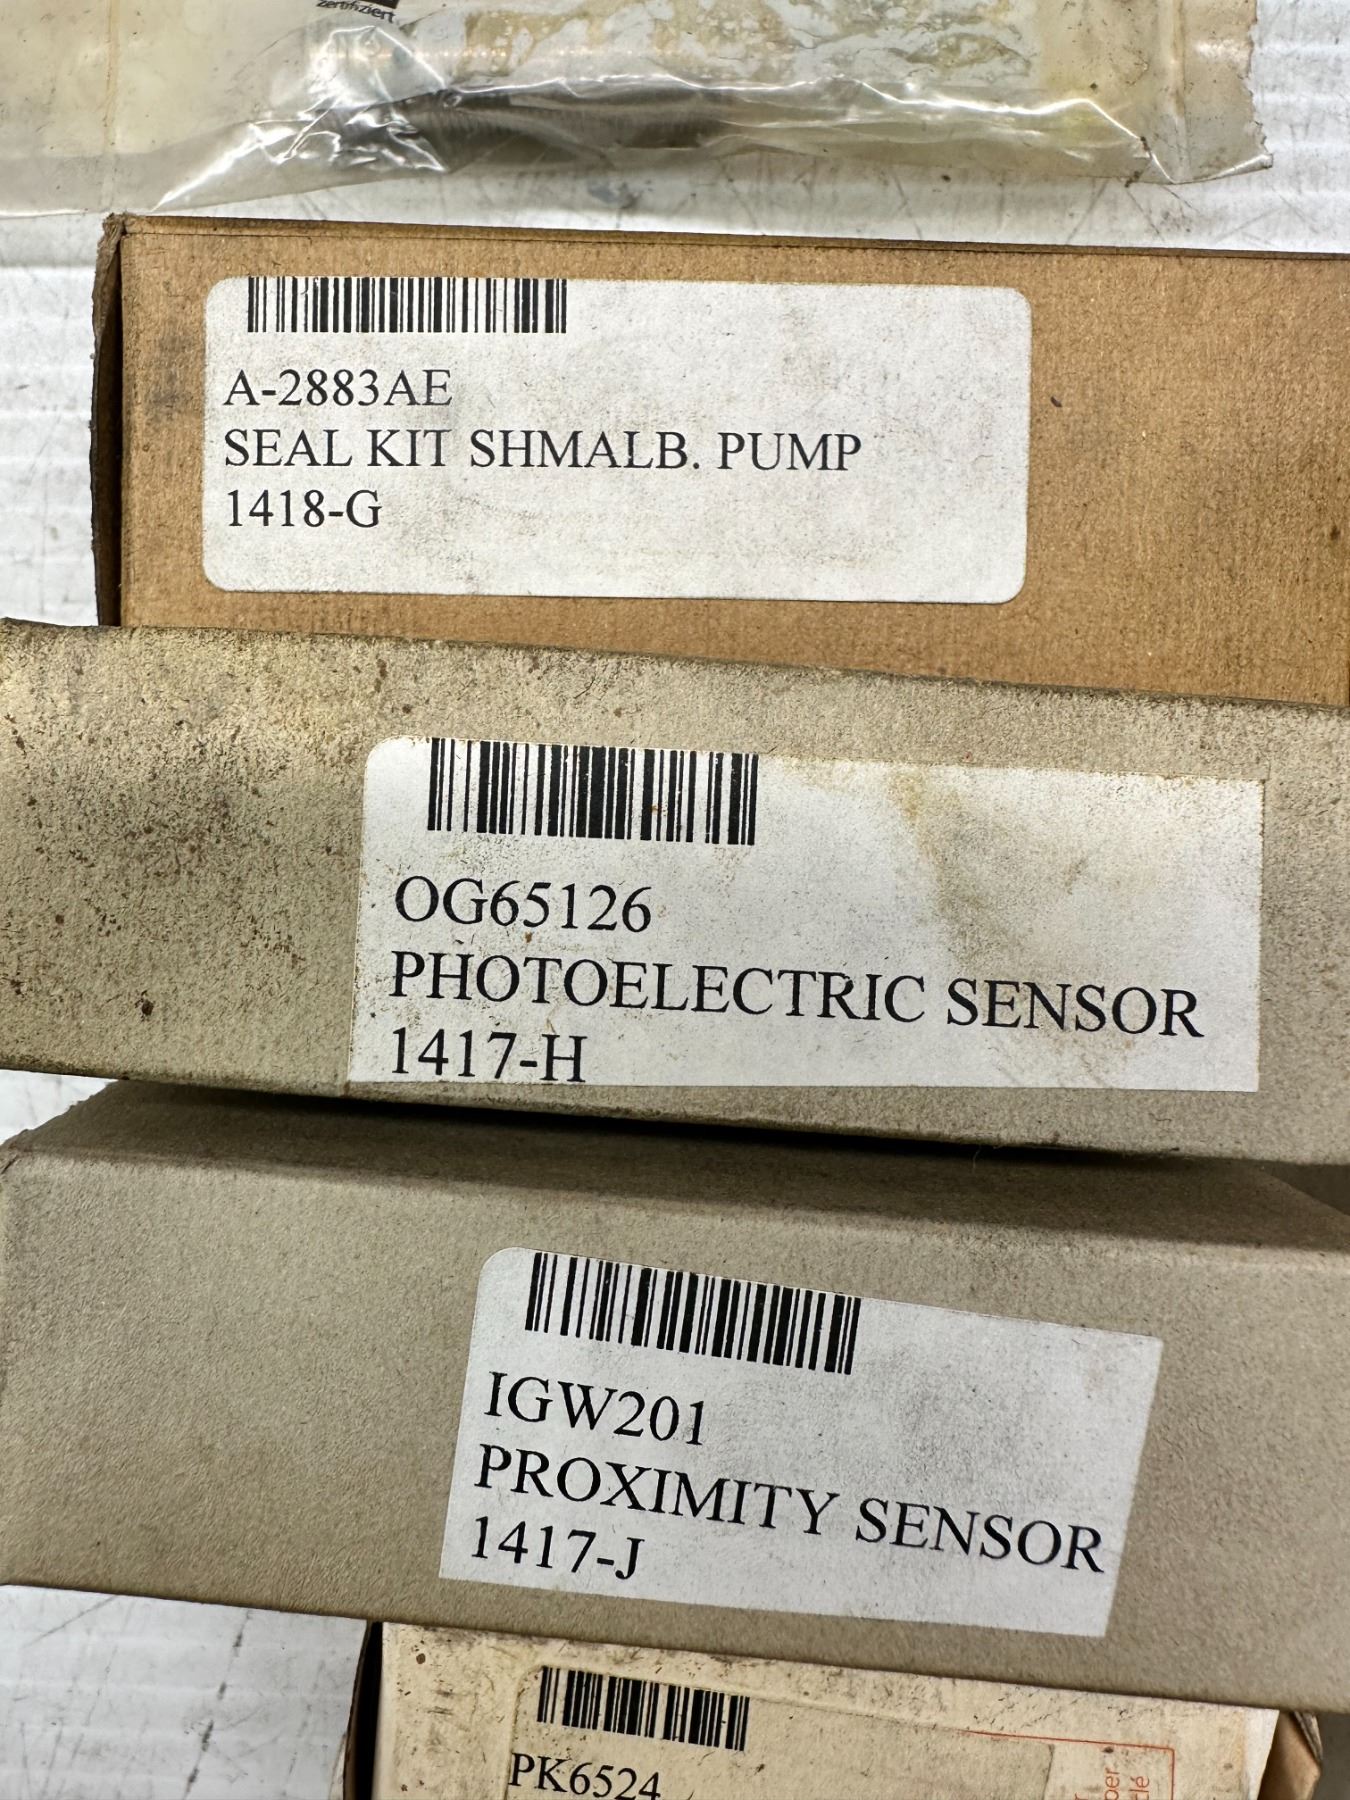 zertifiziert
A-2883AE
SEAL KIT SHMALB. PUMP
1418-G
OG65126
PHOTOELECTRIC SENSOR
1417-H
IGW201
PROXIMITY SENSOR
1417-J
PK6524